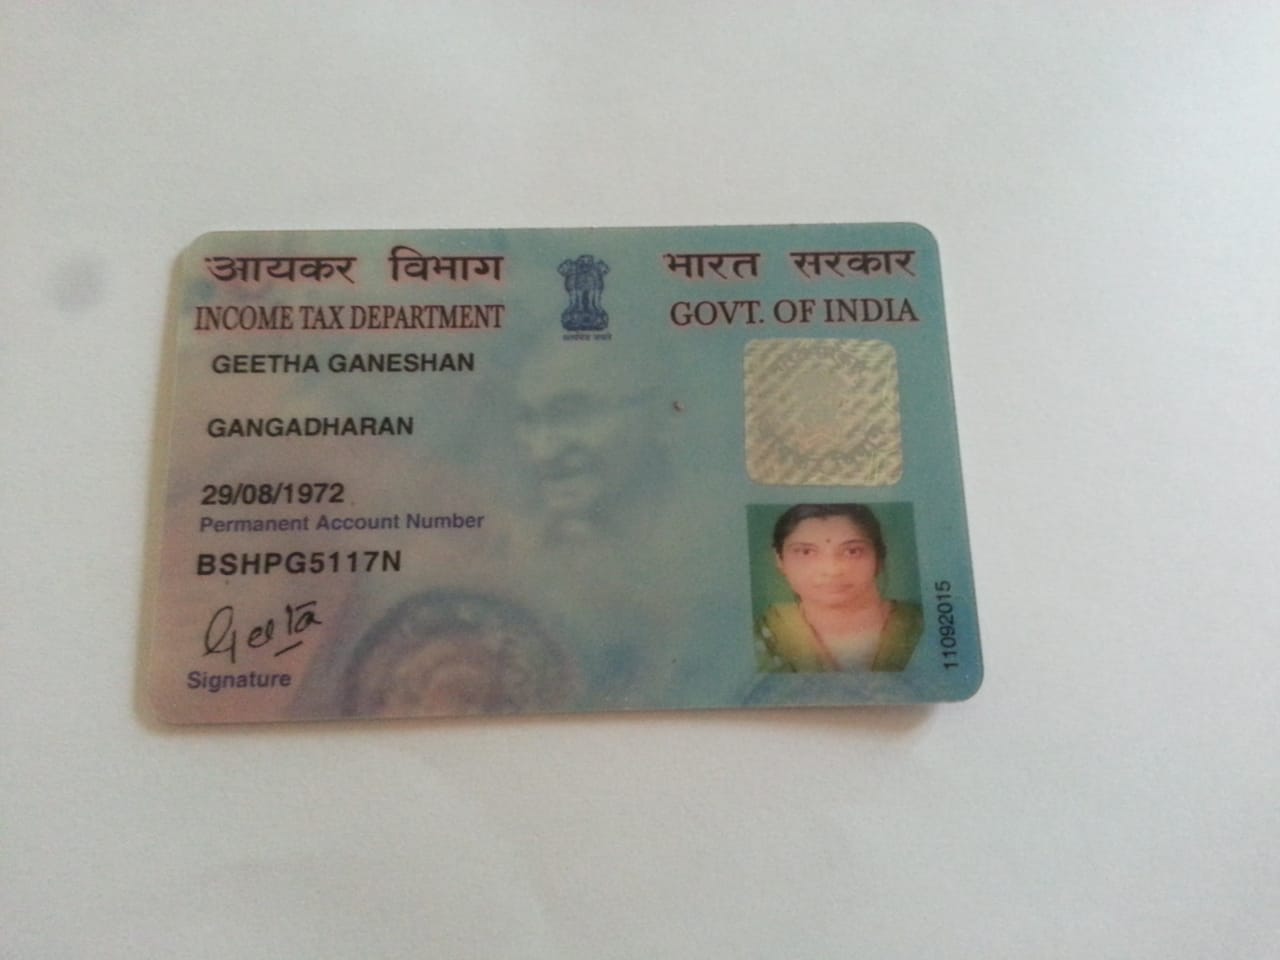 आयकर विभाग
INCOME TAX DEPARTMENT
भारत सरकार
GOVT. OF INDIA
सत्यमेव जयते
GEETHA GANESHAN
GANGADHARAN
29/08/1972
Permanent Account Number
BSHPG5117N
Geeta
Signature
11092015